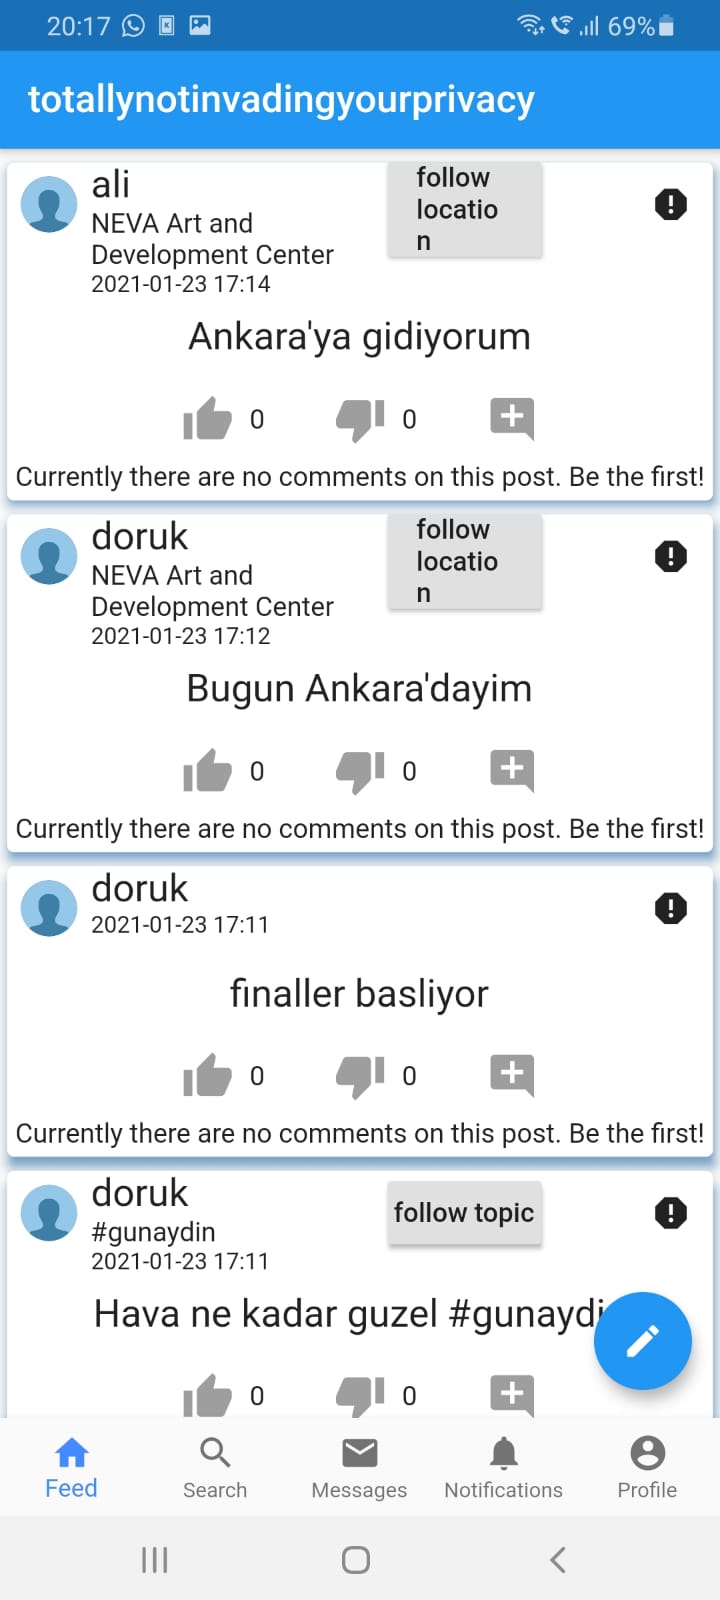 20:17 69%
totallynotinvadingyourprivacy
ali
NEVA Art and
Development Center
2021-01-23 17:14
follow
locatio
n
Ankara'ya gidiyorum
0 0
Currently there are no comments on this post. Be the first!
doruk
NEVA Art and
Development Center
2021-01-23 17:12
follow
locatio
n
Bugun Ankara'dayim
0 0
Currently there are no comments on this post. Be the first!
doruk
2021-01-23 17:11
finaller basliyor
0 0
Currently there are no comments on this post. Be the first!
doruk
#gunaydin
2021-01-23 17:11
follow topic
Hava ne kadar guzel #gunaydi
0 0
Feed Search Messages Notifications Profile